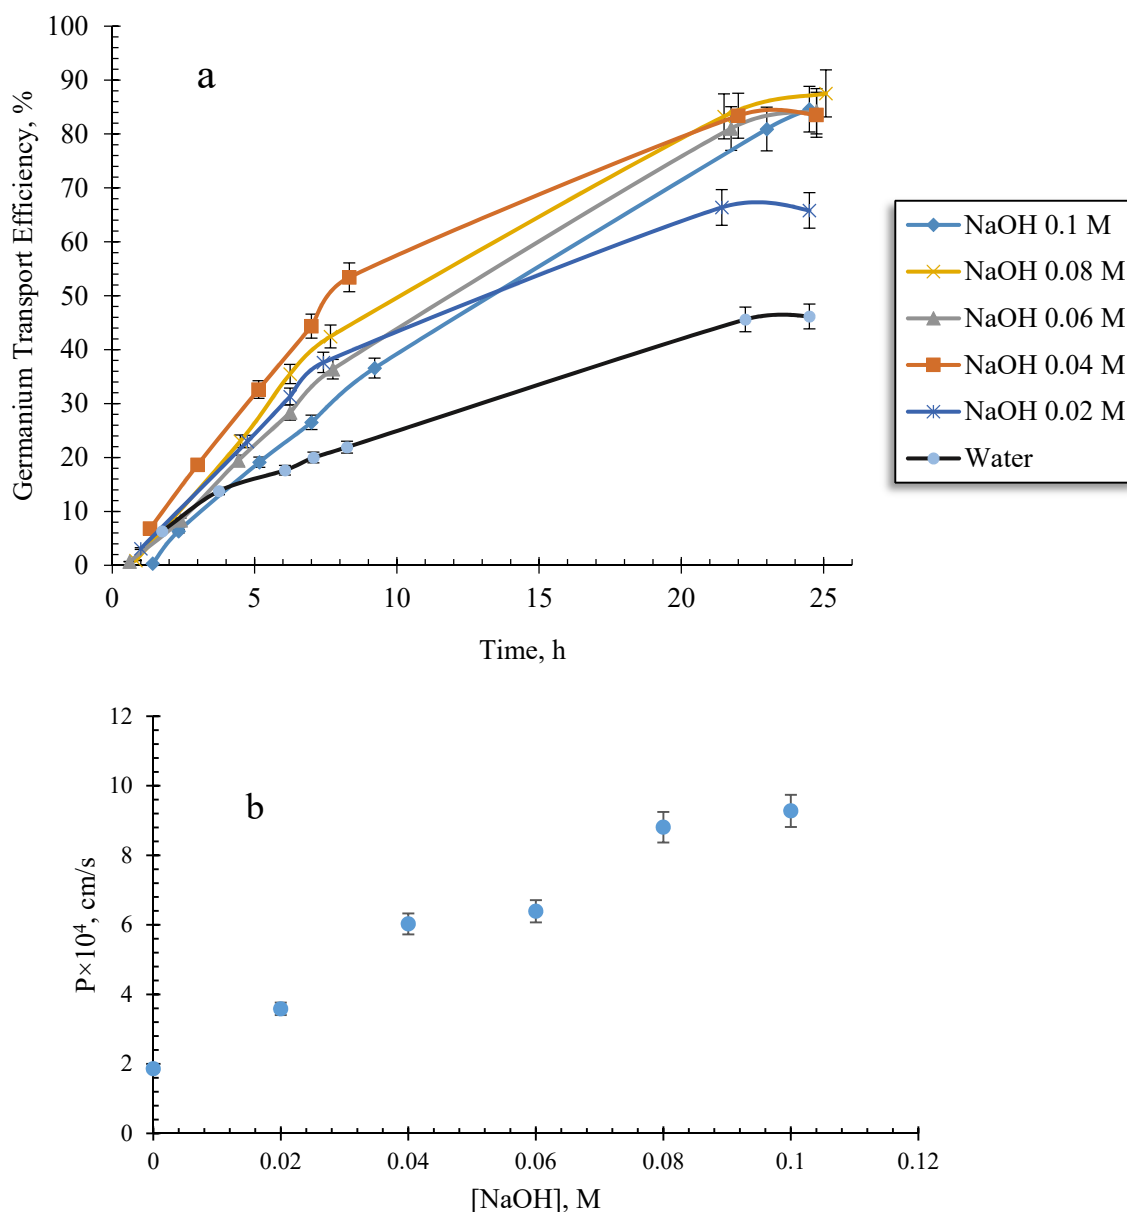 100
90
80
70
60
50
40
30
20
10
0
Germanium Transport Efficiency, %
a
0 5 10 15 20 25
Time, h
NaOH 0.1 M
NaOH 0.08 M
NaOH 0.06 M
NaOH 0.04 M
NaOH 0.02 M
Water
12
10
8
6
4
2
0
P×10⁴, cm/s
b
0 0.02 0.04 0.06 0.08 0.1 0.12
[NaOH], M